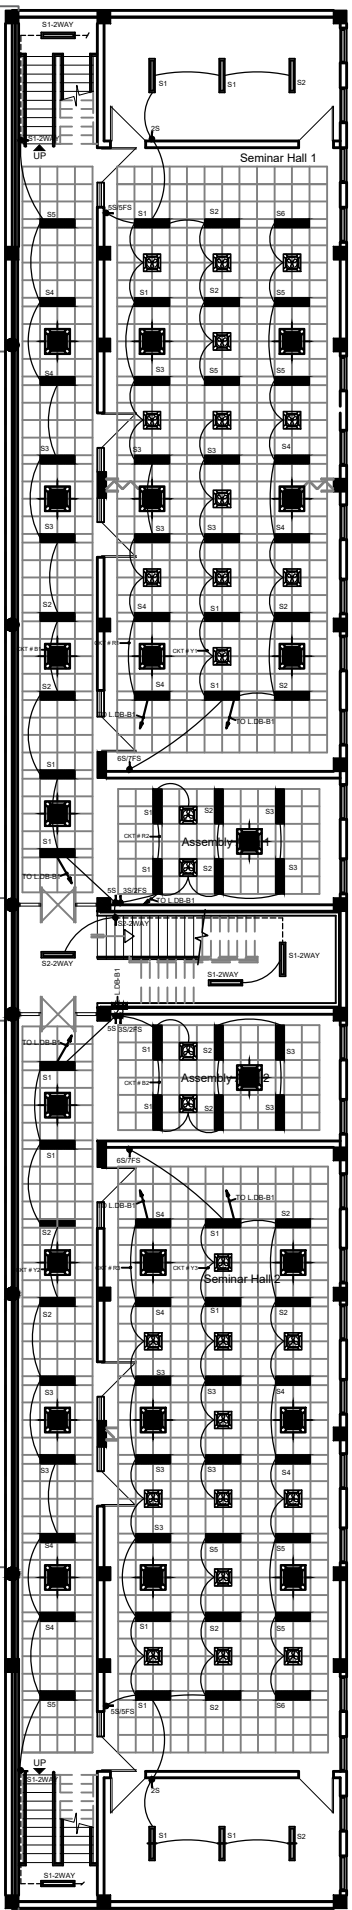 S1-2WAY
S1 S1 S2
2S
S1-2WAY
UP
Seminar Hall 1
5S/5FS
S5 S1 S2 S6
S4 S1 S2 S5
S4 S3 S5 S5
S3 S3 S4
S3 S3 S3 S3
S2 S4 S1 S2
CKT # B1 CKT # R1 CKT # Y1
S2 S4 S1 S2
TO L.DB-B1 TO L.DB-B1
6S/7FS
S1
S1 S2 S3
CKT # R2 Assembly 1
S1
S1 S2 S3
TO L.DB-B1
5S 3S/2FS TO L.DB-B1
S2-2WAY
S2-2WAY
S1-2WAY
L.DB-B1
5S 3S/2FS
TO L.DB-B1
S1 S2 S3
S1 Assembly 2
CKT # B2
S1 S2 S3
S1
6S/7FS
TO L.DB-B1 TO L.DB-B1
S2 S4 S1 S2
CKT # Y2 CKT # R3 CKT # Y3
Seminar Hall 2
S2 S4 S1 S2
S3 S3 S3 S4
S3 S3 S3 S4
S4 S3 S5 S5
S4 S1 S2 S5
S5 S1 S2 S6
5S/5FS
UP
S1-2WAY
2S
S1 S1 S2
S1-2WAY